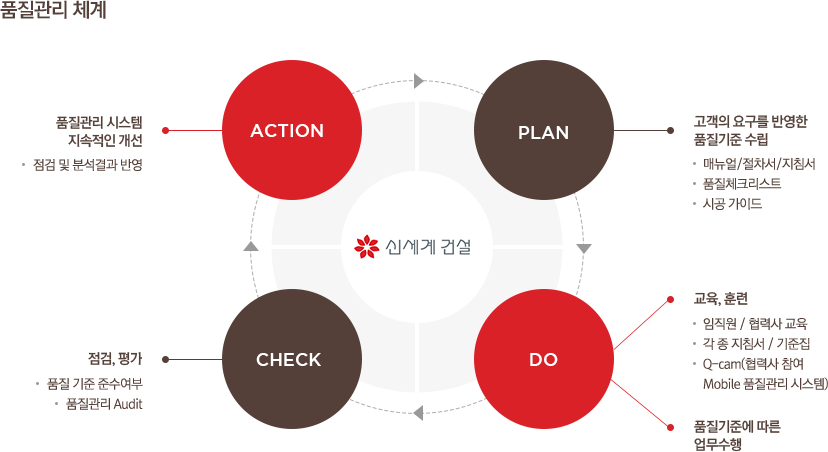 품질관리 체계
ACTION
품질관리 시스템
지속적인 개선
• 점검 및 분석결과 반영
PLAN
고객의 요구를 반영한
품질기준 수립
• 매뉴얼/절차서/지침서
• 품질체크리스트
• 시공 가이드
신세계 건설
CHECK
점검, 평가
• 품질 기준 준수여부
• 품질관리 Audit
DO
교육, 훈련
• 임직원 / 협력사 교육
• 각 종 지침서 / 기준집
• Q-cam(협력사 참여
Mobile 품질관리 시스템)
품질기준에 따른
업무수행